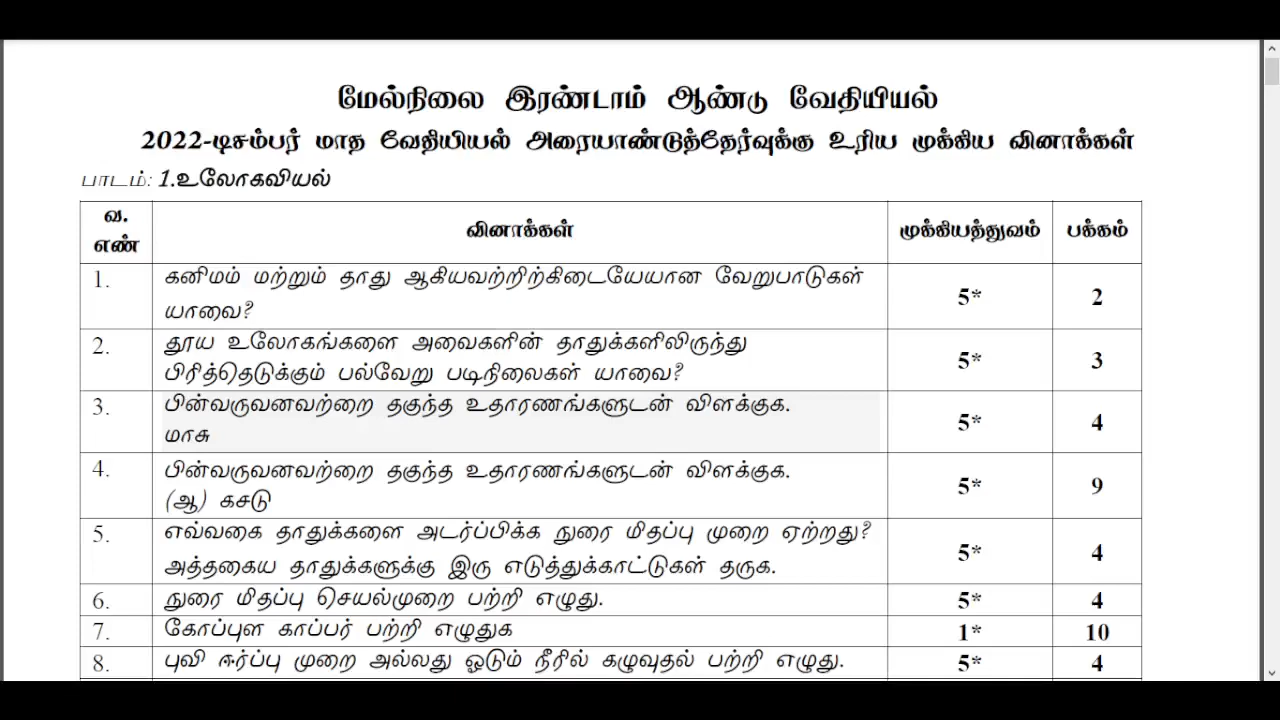 மேல்நிலை இரண்டாம் ஆண்டு வேதியியல்
2022-டிசம்பர் மாத வேதியியல் அரையாண்டுத்தேர்வுக்கு உரிய முக்கிய வினாக்கள்
பாடம்: 1.உலோகவியல்
வ. எண் வினாக்கள் முக்கியத்துவம் பக்கம்
1. கனிமம் மற்றும் தாது ஆகியவற்றிற்கிடையேயான வேறுபாடுகள்
யாவை? 5* 2
2. தூய உலோகங்களை அவைகளின் தாதுக்களிலிருந்து
பிரித்தெடுக்கும் பல்வேறு படிநிலைகள் யாவை? 5* 3
3. பின்வருவனவற்றை தகுந்த உதாரணங்களுடன் விளக்குக.
மாசு 5* 4
4. பின்வருவனவற்றை தகுந்த உதாரணங்களுடன் விளக்குக.
(ஆ) கசடு 5* 9
5. எவ்வகை தாதுக்களை அடர்ப்பிக்க நுரை மிதப்பு முறை ஏற்றது?
அத்தகைய தாதுக்களுக்கு இரு எடுத்துக்காட்டுகள் தருக. 5* 4
6. நுரை மிதப்பு செயல்முறை பற்றி எழுது. 5* 4
7. கோப்புள காப்பர் பற்றி எழுதுக 1* 10
8. புவி ஈர்ப்பு முறை அல்லது ஓடும் நீரில் கழுவுதல் பற்றி எழுது. 5* 4